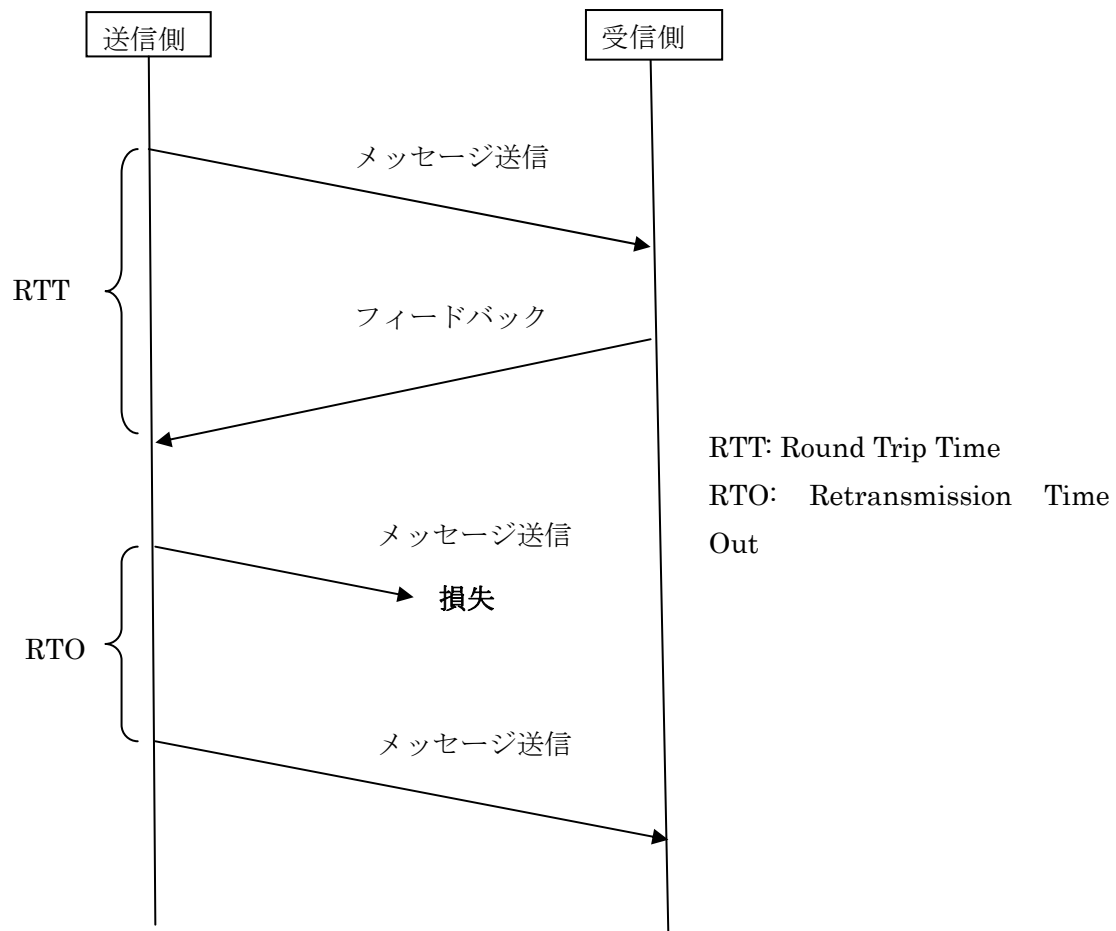 送信側
受信側
メッセージ送信
RTT
フィードバック
RTT: Round Trip Time
RTO: Retransmission Time
Out
メッセージ送信
損失
RTO
メッセージ送信